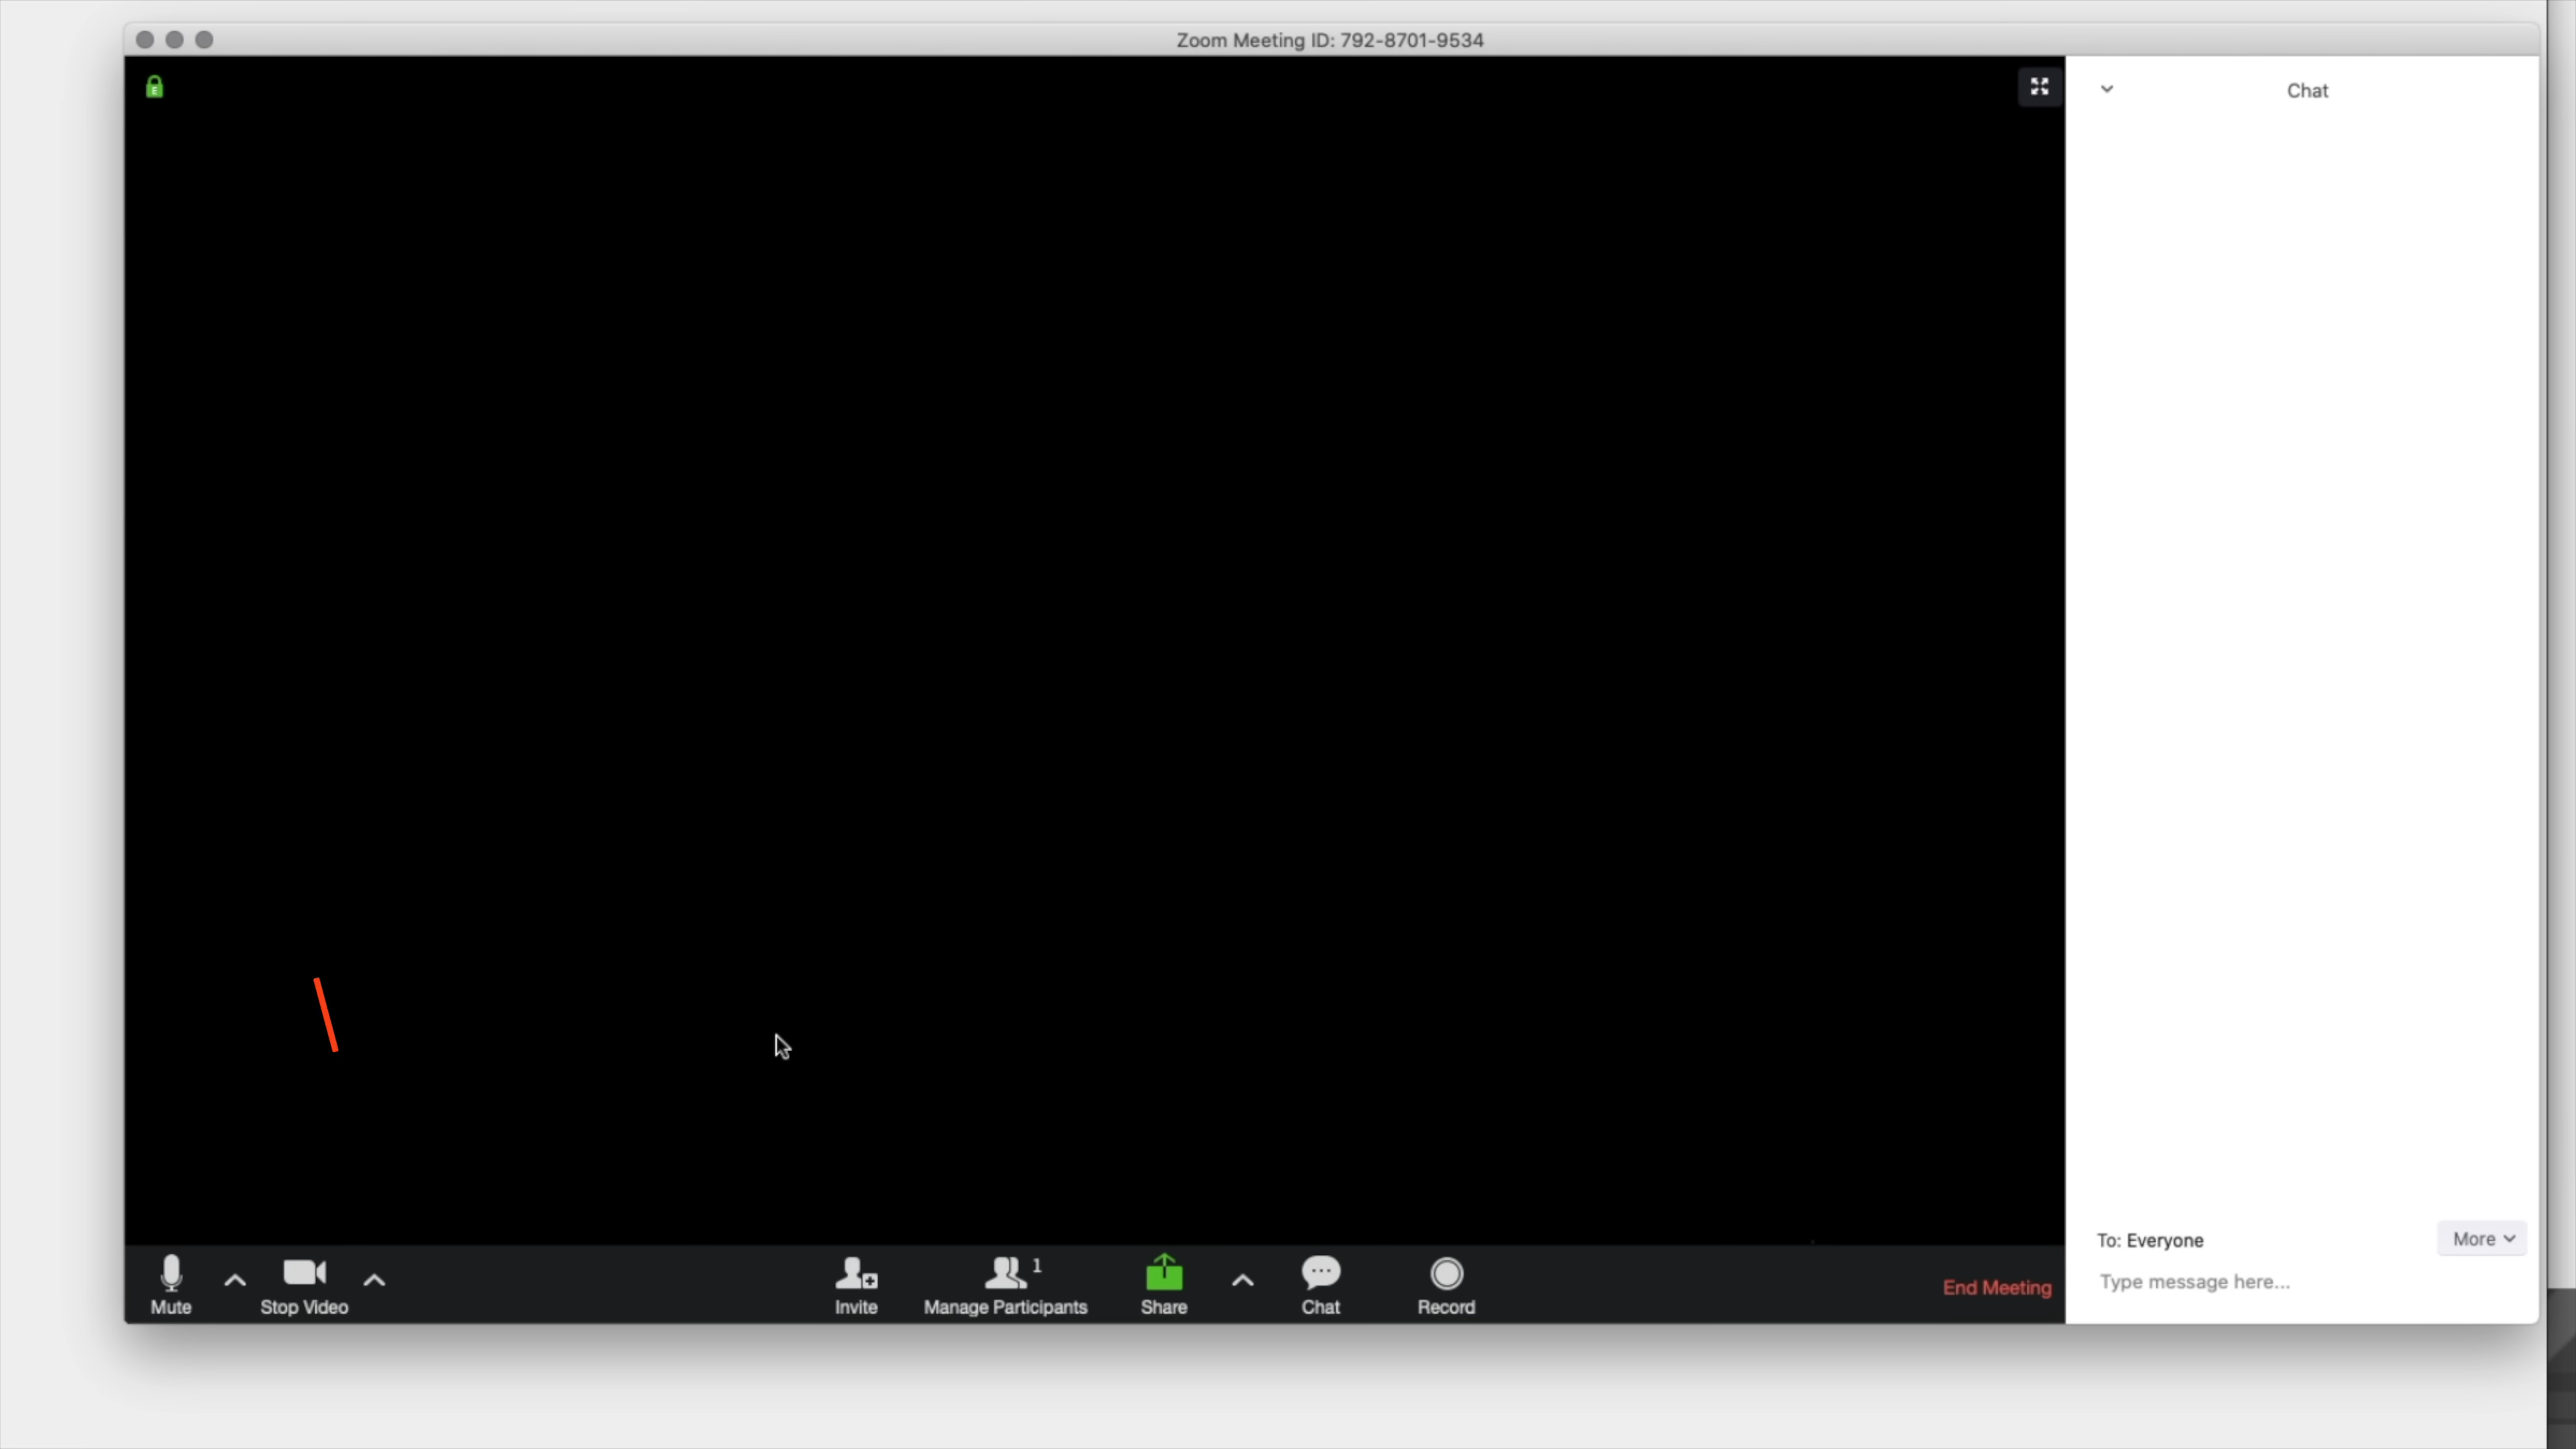 Zoom Meeting ID: 792-8701-9534
E
Chat
To: Everyone
More
Type message here...
Mute
Stop Video
Invite
Manage Participants
1
Share
Chat
Record
End Meeting